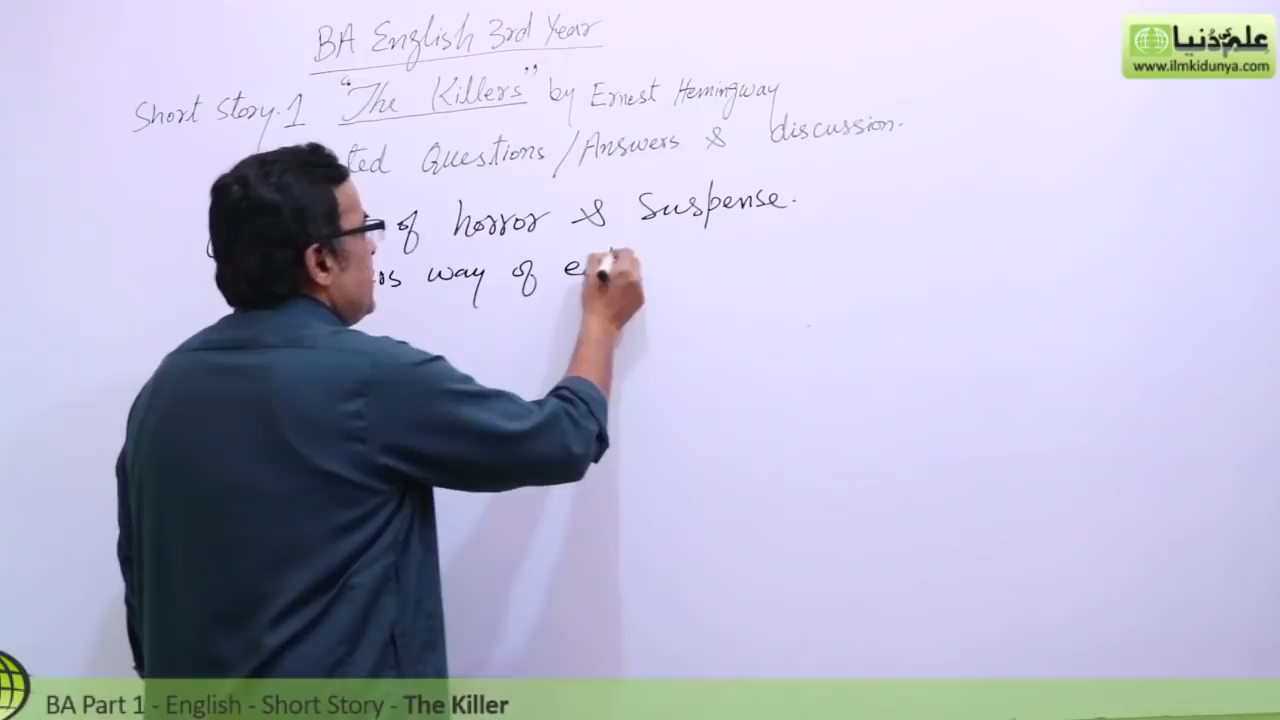 BA English 3rd Year
Short Story.1 "The Killers" by Ernest Hemingway
Questions/Answers & discussion.
of horror & Suspense.
way of
علم کی دُنیا
www.ilmkidunya.com
BA Part 1 - English - Short Story - The Killer